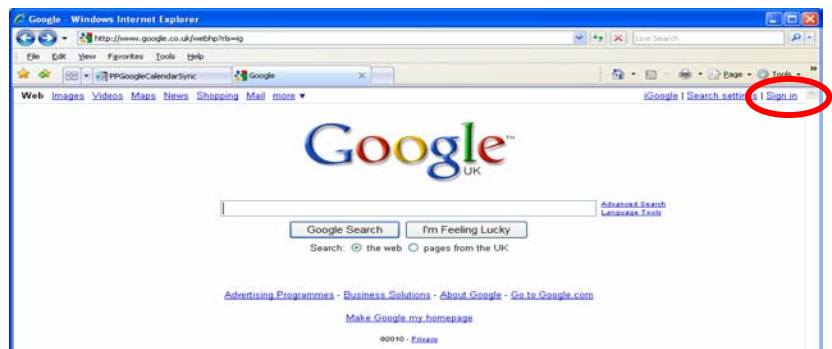 Google - Windows Internet Explorer
http://www.google.co.uk/webhp?rls=ig
Live Search
File Edit View Favorites Tools Help
PPGoogleCalendarSync Google Page Tools
Web Images Videos Maps News Shopping Mail more ▼ iGoogle | Search settings | Sign in
Google™
UK
Advanced Search
Language Tools
Google Search I'm Feeling Lucky
Search: the web pages from the UK
Advertising Programmes - Business Solutions - About Google - Go to Google.com
Make Google my homepage
©2010 - Privacy